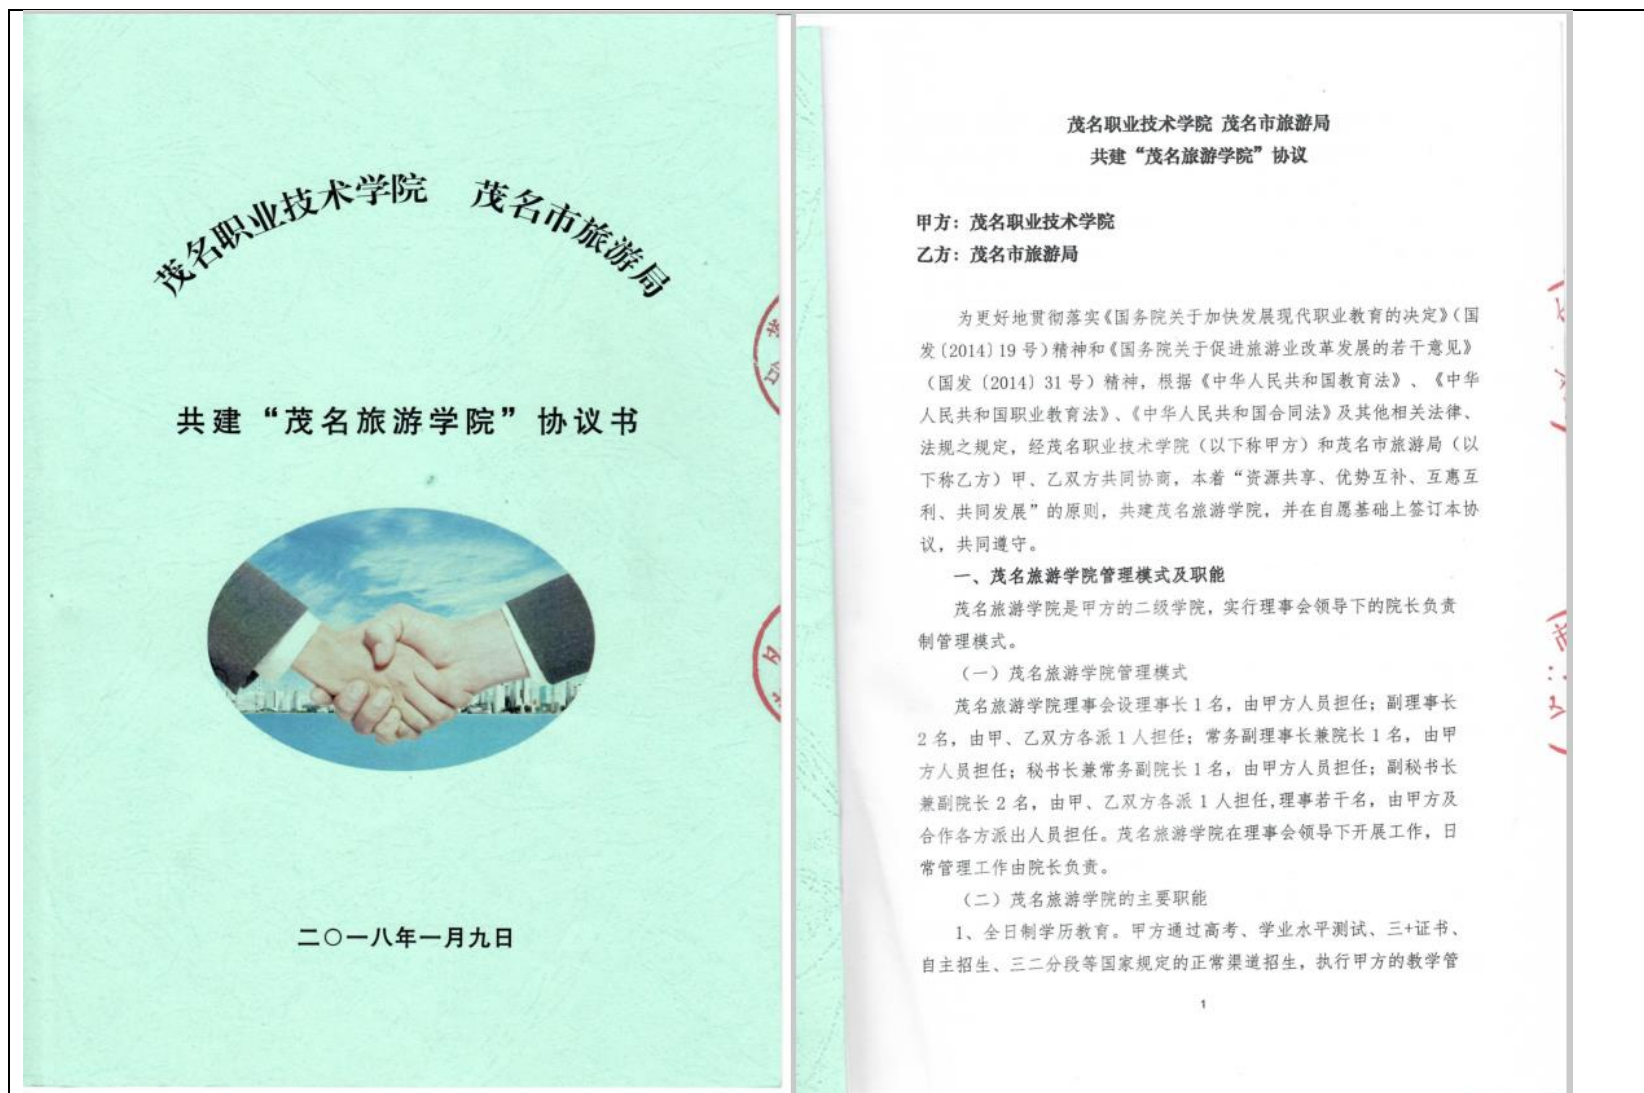 茂名职业技术学院 茂名市旅游局
共建“茂名旅游学院”协议书
二〇一八年一月九日
茂名职业技术学院 茂名市旅游局
共建“茂名旅游学院”协议
甲方：茂名职业技术学院
乙方：茂名市旅游局
为更好地贯彻落实《国务院关于加快发展现代职业教育的决定》（国
发〔2014〕19号）精神和《国务院关于促进旅游业改革发展的若干意见》
（国发〔2014〕31号）精神，根据《中华人民共和国教育法》、《中华
人民共和国职业教育法》、《中华人民共和国合同法》及其他相关法律、
法规之规定，经茂名职业技术学院（以下称甲方）和茂名市旅游局（以
下称乙方）甲、乙双方共同协商，本着“资源共享、优势互补、互惠互
利、共同发展”的原则，共建茂名旅游学院，并在自愿基础上签订本协
议，共同遵守。
一、茂名旅游学院管理模式及职能
茂名旅游学院是甲方的二级学院，实行理事会领导下的院长负责
制管理模式。
（一）茂名旅游学院管理模式
茂名旅游学院理事会设理事长1名，由甲方人员担任；副理事长
2名，由甲、乙双方各派1人担任；常务副理事长兼院长1名，由甲
方人员担任；秘书长兼常务副院长1名，由甲方人员担任；副秘书长
兼副院长2名，由甲、乙双方各派1人担任,理事若干名，由甲方及
合作各方派出人员担任。茂名旅游学院在理事会领导下开展工作，日
常管理工作由院长负责。
（二）茂名旅游学院的主要职能
1、全日制学历教育。甲方通过高考、学业水平测试、三+证书、
自主招生、三二分段等国家规定的正常渠道招生，执行甲方的教学管
1